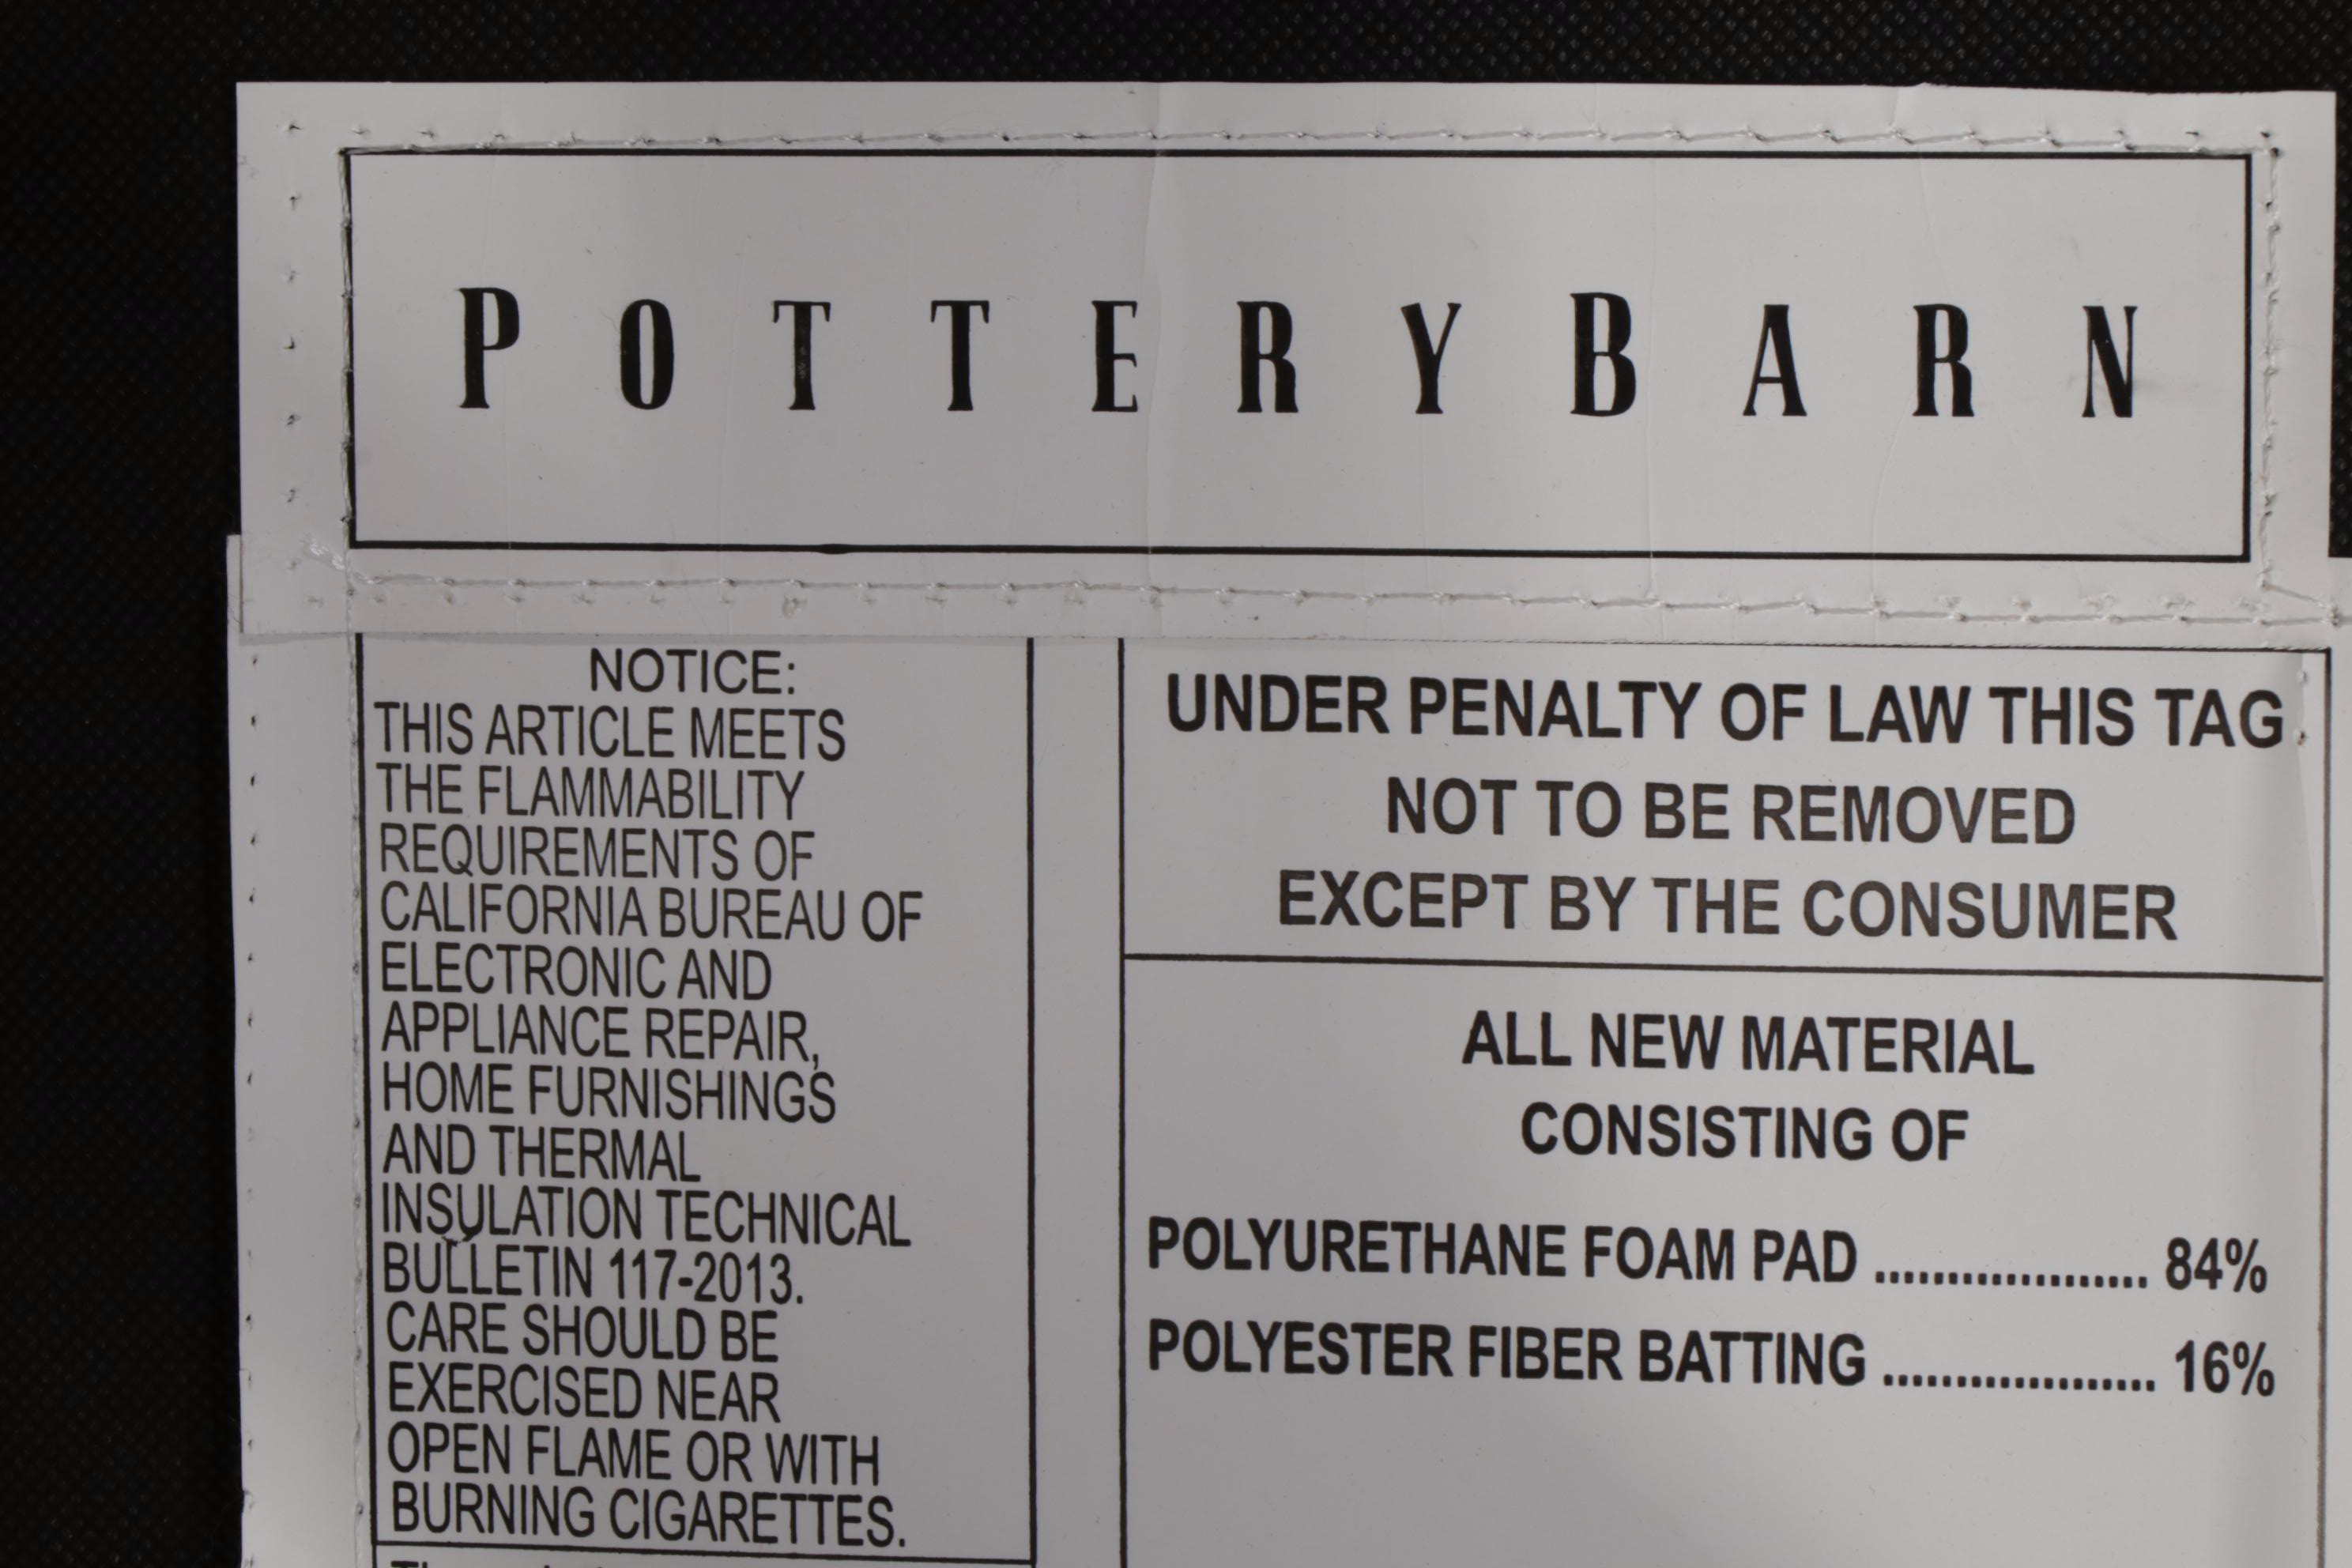 POTTERY BARN
NOTICE:
THIS ARTICLE MEETS
THE FLAMMABILITY
REQUIREMENTS OF
CALIFORNIA BUREAU OF
ELECTRONIC AND
APPLIANCE REPAIR,
HOME FURNISHINGS
AND THERMAL
INSULATION TECHNICAL
BULLETIN 117-2013.
CARE SHOULD BE
EXERCISED NEAR
OPEN FLAME OR WITH
BURNING CIGARETTES.
UNDER PENALTY OF LAW THIS TAG
NOT TO BE REMOVED
EXCEPT BY THE CONSUMER
ALL NEW MATERIAL
CONSISTING OF
POLYURETHANE FOAM PAD ................... 84%
POLYESTER FIBER BATTING ................... 16%